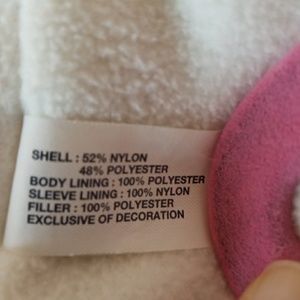 SHELL : 52% NYLON
48% POLYESTER
BODY LINING : 100% POLYESTER
SLEEVE LINING : 100% NYLON
FILLER : 100% POLYESTER
EXCLUSIVE OF DECORATION